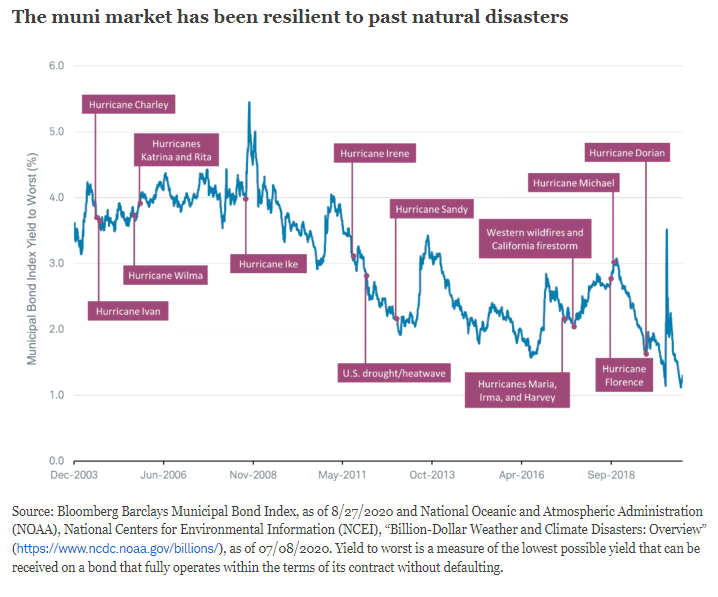 The muni market has been resilient to past natural disasters
Municipal Bond Index Yield to Worst (%)
6.0
5.0
4.0
3.0
2.0
1.0
0.0
Hurricane Charley
Hurricanes
Katrina and Rita
Hurricane Irene
Hurricane Dorian
Hurricane Michael
Hurricane Sandy
Western wildfires and
California firestorm
Hurricane Ike
Hurricane Wilma
Hurricane Ivan
U.S. drought/heatwave
Hurricanes Maria,
Irma, and Harvey
Hurricane
Florence
Dec-2003 Jun-2006 Nov-2008 May-2011 Oct-2013 Apr-2016 Sep-2018
Source: Bloomberg Barclays Municipal Bond Index, as of 8/27/2020 and National Oceanic and Atmospheric Administration
(NOAA), National Centers for Environmental Information (NCEI), “Billion-Dollar Weather and Climate Disasters: Overview”
(https://www.ncdc.noaa.gov/billions/), as of 07/08/2020. Yield to worst is a measure of the lowest possible yield that can be
received on a bond that fully operates within the terms of its contract without defaulting.